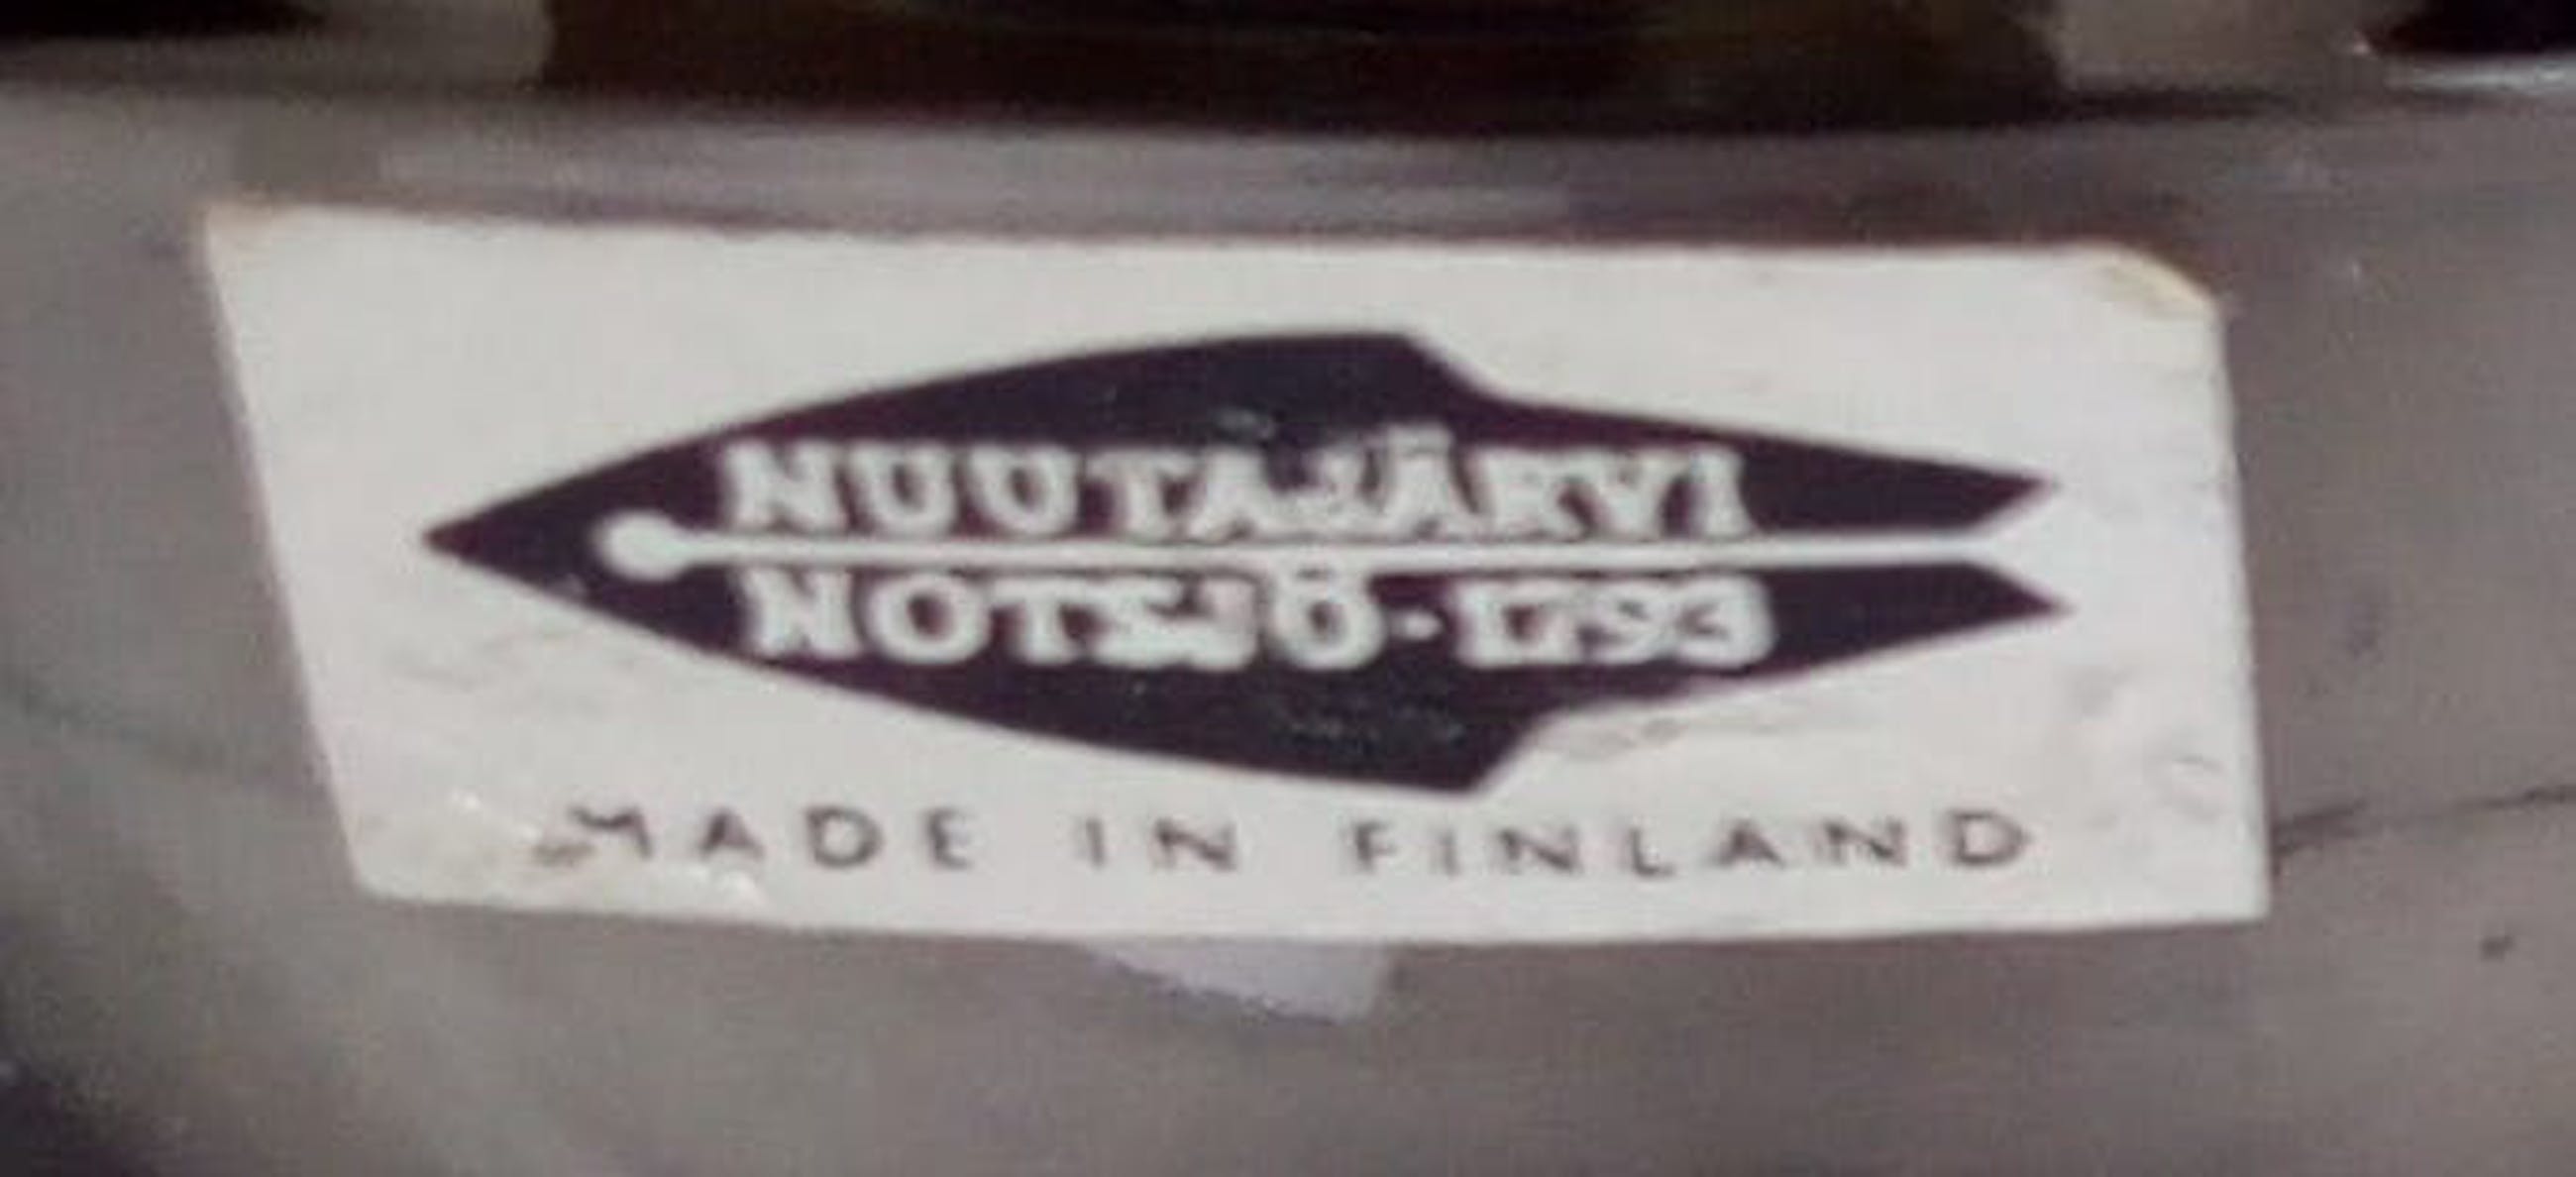 NUUTAJÄRVI
NOTSJÖ-1793
MADE IN FINLAND